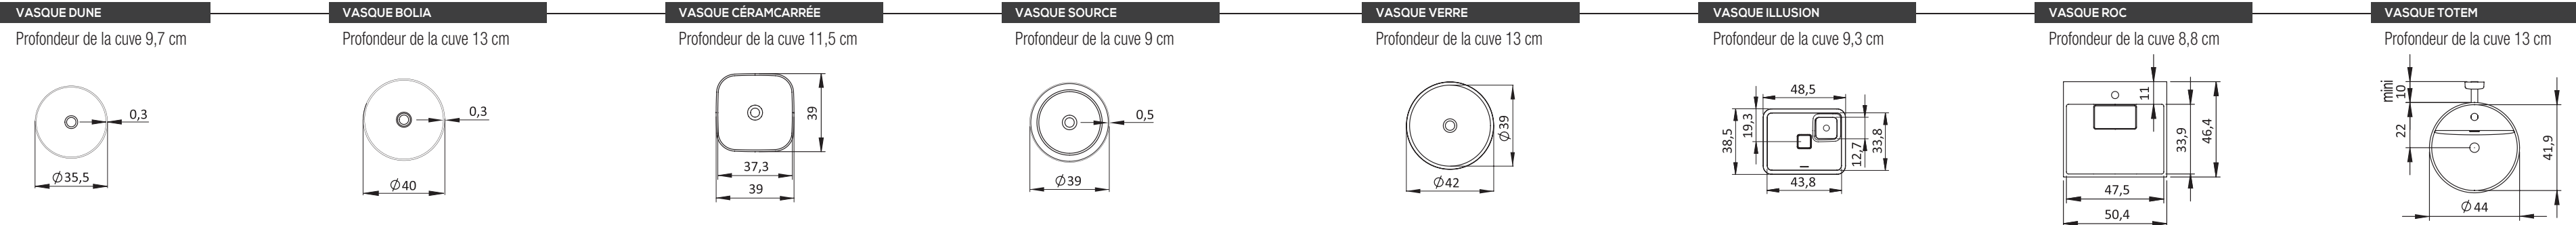 VASQUE DUNE
Profondeur de la cuve 9,7 cm
0,3
Ø35,5
VASQUE BOLIA
Profondeur de la cuve 13 cm
0,3
Ø40
VASQUE CÉRAMCARRÉE
Profondeur de la cuve 11,5 cm
39
37,3
39
VASQUE SOURCE
Profondeur de la cuve 9 cm
0,5
Ø39
VASQUE VERRE
Profondeur de la cuve 13 cm
Ø39
Ø42
VASQUE ILLUSION
Profondeur de la cuve 9,3 cm
48,5
38,5
19,3
12,7
33,8
43,8
VASQUE ROC
Profondeur de la cuve 8,8 cm
11
33,9
46,4
47,5
50,4
VASQUE TOTEM
Profondeur de la cuve 13 cm
mini
10
22
41,9
Ø44